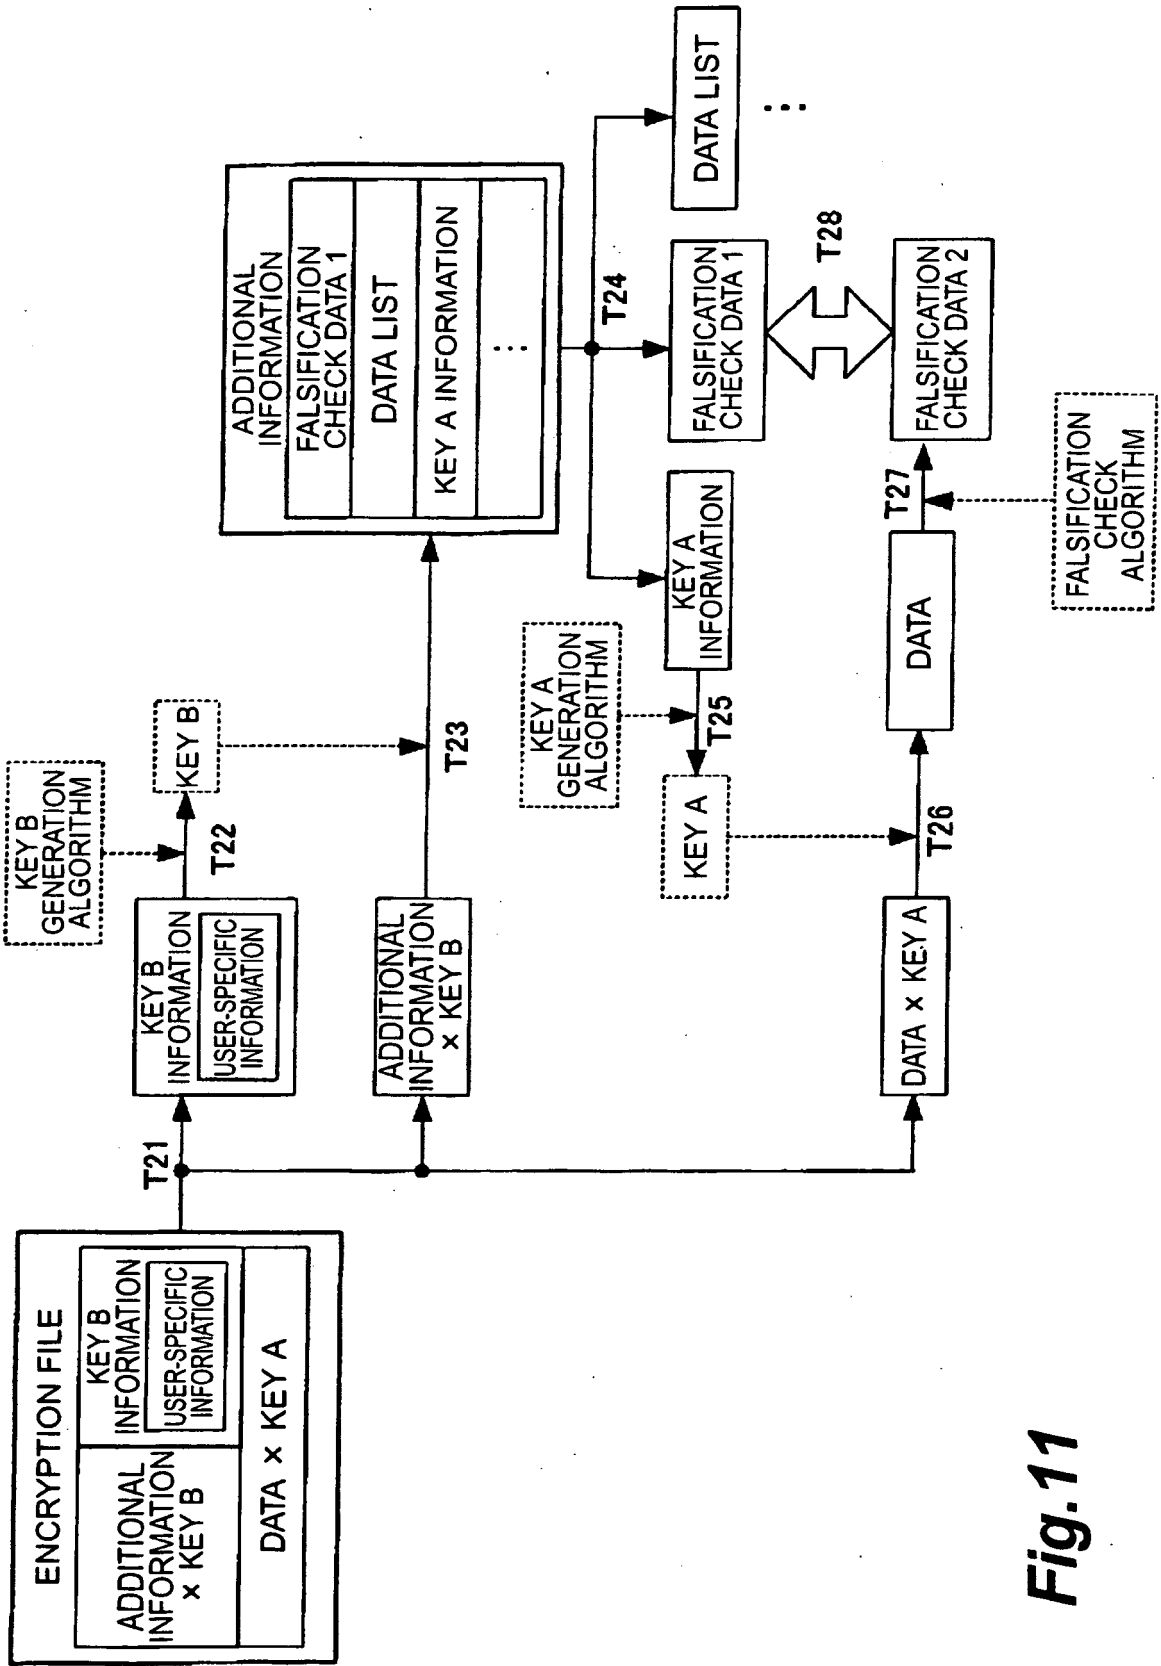 ENCRYPTION FILE
ADDITIONAL
INFORMATION
× KEY B
KEY B
INFORMATION
USER-SPECIFIC
INFORMATION
DATA × KEY A
T21
KEY B
INFORMATION
USER-SPECIFIC
INFORMATION
KEY B
GENERATION
ALGORITHM
T22
KEY B
ADDITIONAL
INFORMATION
× KEY B
T23
ADDITIONAL
INFORMATION
FALSIFICATION
CHECK DATA 1
DATA LIST
KEY A INFORMATION
...
T24
DATA LIST
...
FALSIFICATION
CHECK DATA 1
KEY A
INFORMATION
KEY A
GENERATION
ALGORITHM
T25
KEY A
DATA × KEY A
T26
DATA
T27
FALSIFICATION
CHECK
ALGORITHM
FALSIFICATION
CHECK DATA 2
T28
Fig.11